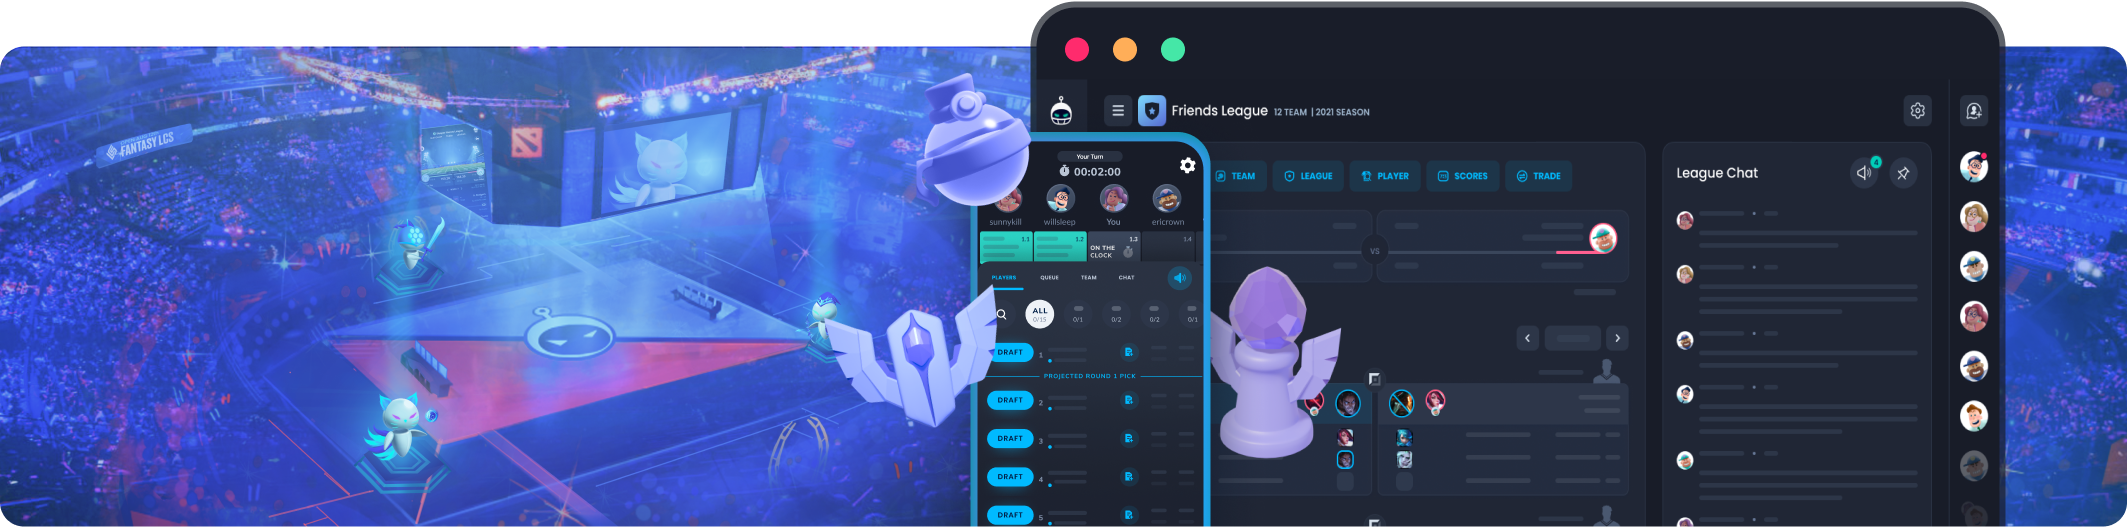 FANTASY LCS
Friends League 12 TEAM | 2021 SEASON
TEAM LEAGUE PLAYER SCORES TRADE
VS
League Chat
4
Your Turn
00:02:00
sunnykill willsleep You ericrown
1.1 1.2 1.3 1.4
ON THE
CLOCK
PLAYERS QUEUE TEAM CHAT
ALL
0/15 0/1 0/2 0/2 0/1
DRAFT 1
PROJECTED ROUND 1 PICK
DRAFT 2
DRAFT 3
DRAFT 4
DRAFT 5